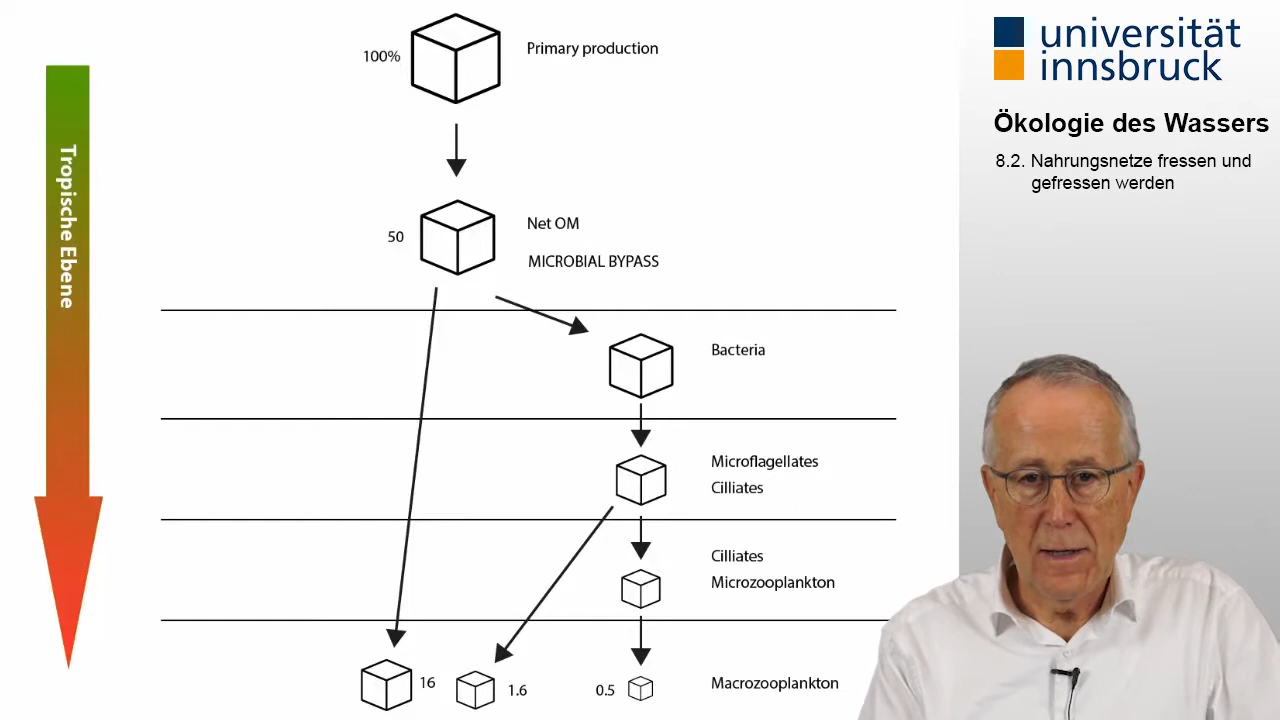 100%
Primary production
50
Net OM
MICROBIAL BYPASS
Bacteria
Microflagellates
Cilliates
Cilliates
Microzooplankton
16
1.6
0.5
Macrozooplankton
Tropische Ebene
universität
innsbruck
Ökologie des Wassers
8.2. Nahrungsnetze fressen und
gefressen werden